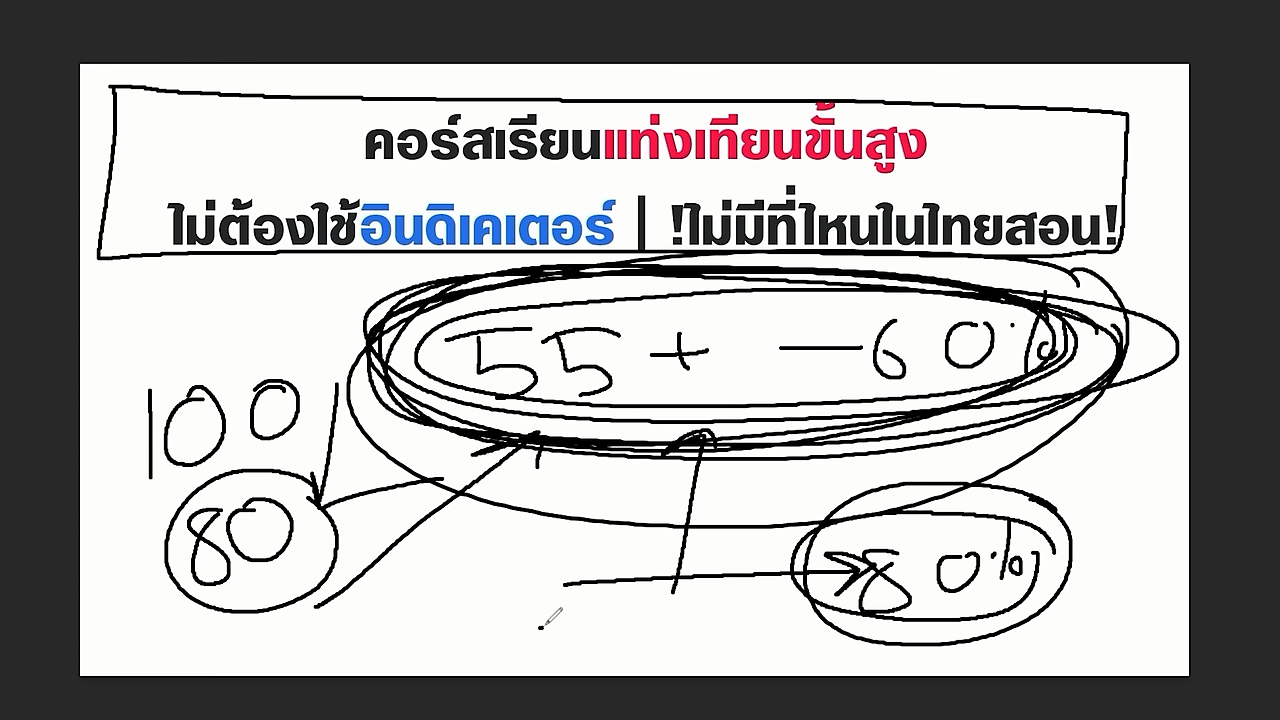 คอร์สเรียนแท่งเทียนขั้นสูง
ไม่ต้องใช้อินดิเคเตอร์ | !ไม่มีที่ไหนในไทยสอน!
55 + - 60%
100
80
80%